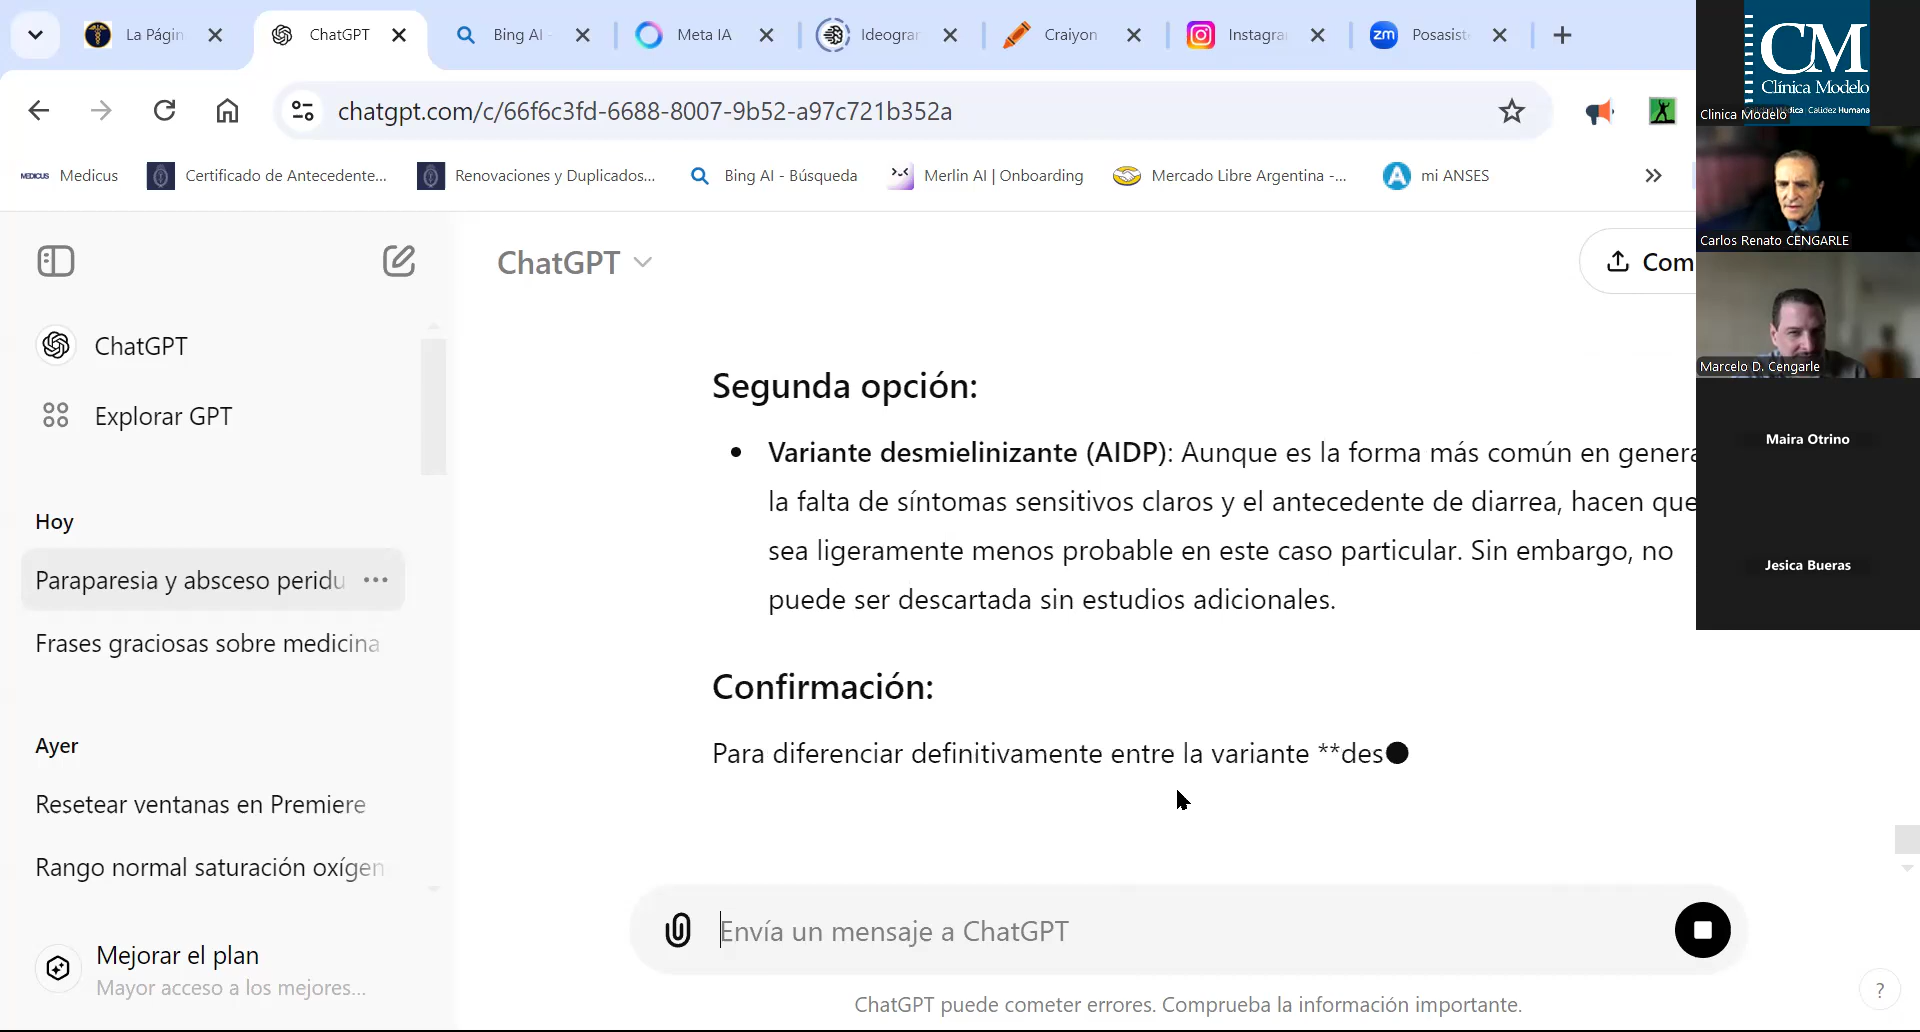 La Págin
ChatGPT
Bing AI -
Meta IA
Ideogra
Craiyon
Instagra
zm
Posasist
chatgpt.com/c/66f6c3fd-6688-8007-9b52-a97c721b352a
MEDICUS Medicus
Certificado de Antecedente...
Renovaciones y Duplicados...
Bing AI - Búsqueda
Merlin AI | Onboarding
Mercado Libre Argentina -...
mi ANSES
CM
Clínica Modelo
Calidez Humana
Clinica Modelo
Carlos Renato CENGARLE
Marcelo D. Cengarle
Maira Otrino
Jesica Bueras
ChatGPT
Explorar GPT
Hoy
Paraparesia y absceso peridu
Frases graciosas sobre medicina
Ayer
Resetear ventanas en Premiere
Rango normal saturación oxígen
Mejorar el plan
Mayor acceso a los mejores...
ChatGPT
Com
Segunda opción:
• Variante desmielinizante (AIDP): Aunque es la forma más común en genera
la falta de síntomas sensitivos claros y el antecedente de diarrea, hacen que
sea ligeramente menos probable en este caso particular. Sin embargo, no
puede ser descartada sin estudios adicionales.
Confirmación:
Para diferenciar definitivamente entre la variante **des
Envía un mensaje a ChatGPT
ChatGPT puede cometer errores. Comprueba la información importante.
?